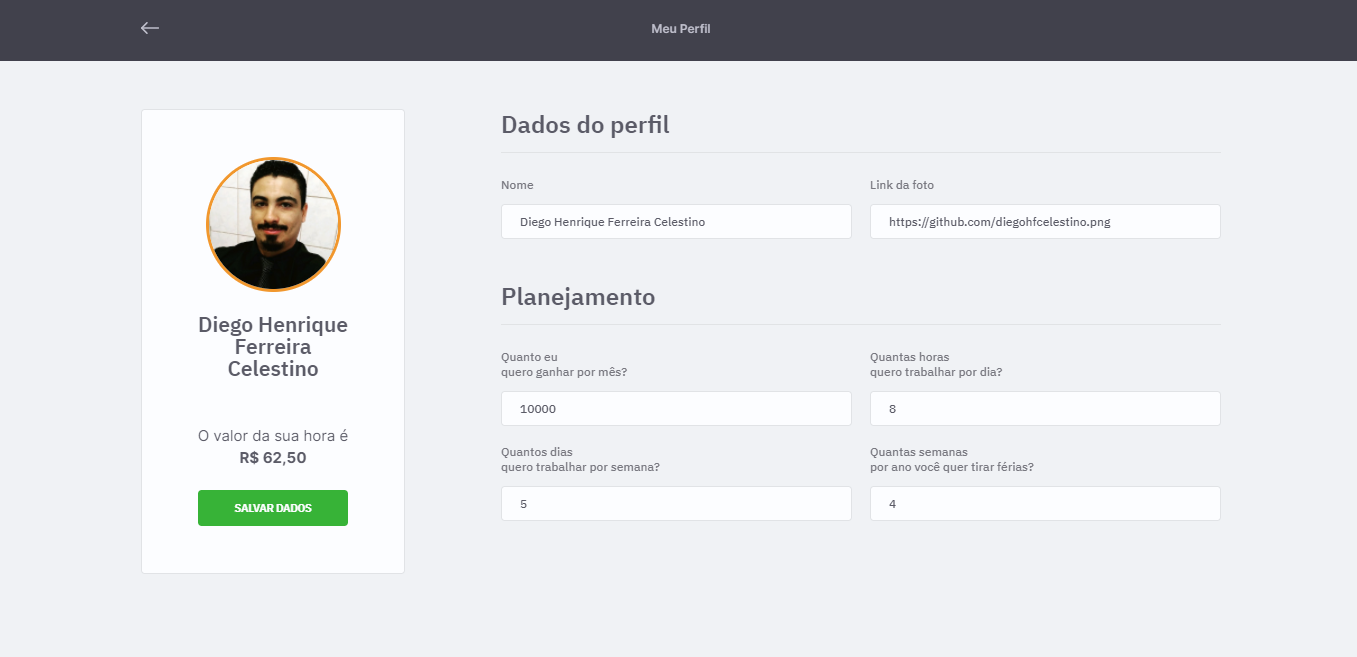 Meu Perfil
Diego Henrique
Ferreira
Celestino
O valor da sua hora é
R$ 62,50
SALVAR DADOS
Dados do perfil
Nome
Diego Henrique Ferreira Celestino
Link da foto
https://github.com/diegohfcelestino.png
Planejamento
Quanto eu
quero ganhar por mês?
10000
Quantas horas
quero trabalhar por dia?
8
Quantos dias
quero trabalhar por semana?
5
Quantas semanas
por ano você quer tirar férias?
4